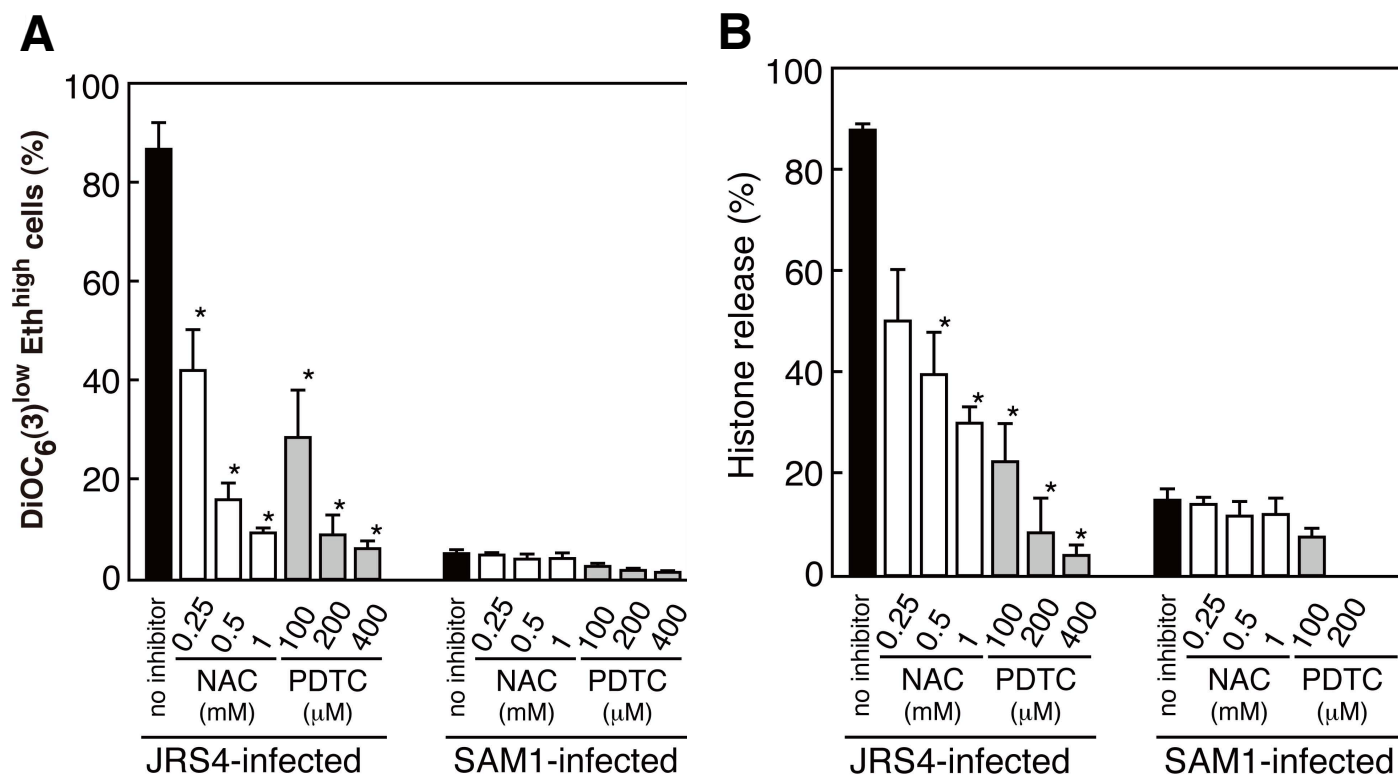 A
DiOC6(3)low Ethhigh cells (%)
100
80
60
40
20
0
*
*
*
*
*
*
no inhibitor
0.25
0.5
1
100
200
400
no inhibitor
0.25
0.5
1
100
200
400
NAC
PDTC
NAC
PDTC
(mM)
(μM)
(mM)
(μM)
JRS4-infected
SAM1-infected
B
Histone release (%)
100
80
60
40
20
0
*
*
*
*
*
no inhibitor
0.25
0.5
1
100
200
400
no inhibitor
0.25
0.5
1
100
200
NAC
PDTC
NAC
PDTC
(mM)
(μM)
(mM)
(μM)
JRS4-infected
SAM1-infected